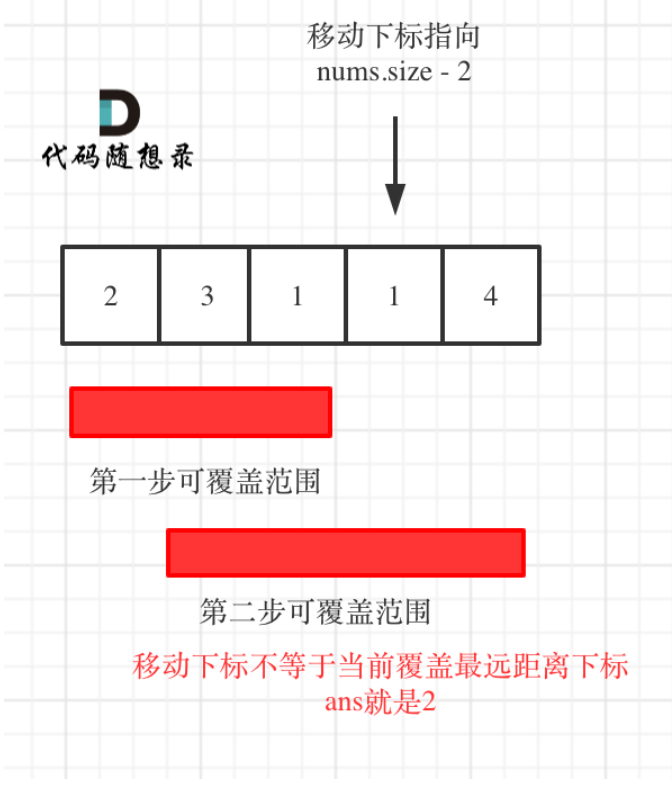 移动下标指向
nums.size - 2
代码随想录
2 3 1 1 4
第一步可覆盖范围
第二步可覆盖范围
移动下标不等于当前覆盖最远距离下标
ans就是2